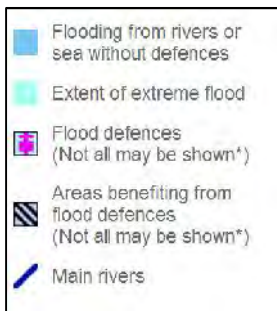 Flooding from rivers or
sea without defences
Extent of extreme flood
Flood defences
(Not all may be shown*)
Areas benefiting from
flood defences
(Not all may be shown*)
Main rivers